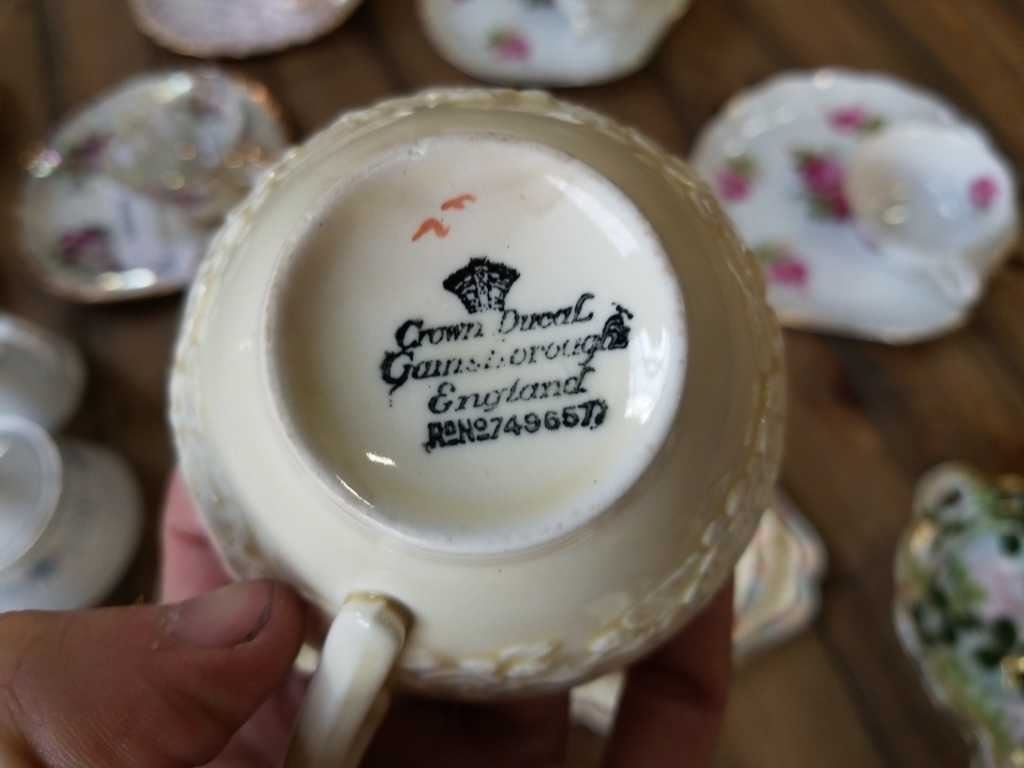 Crown Ducal
Gainsborough
England
RdNo749657